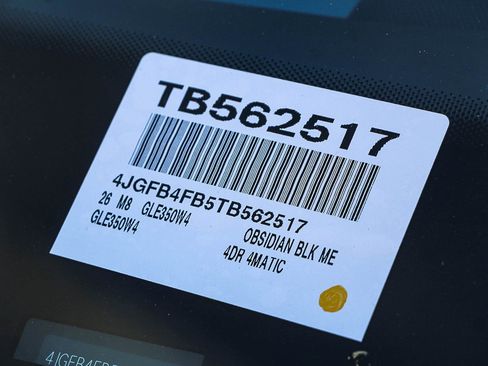 TB562517
4JGFB4FB5TB562517
26 M8 GLE350W4 OBSIDIAN BLK ME
GLE350W4 4DR 4MATIC